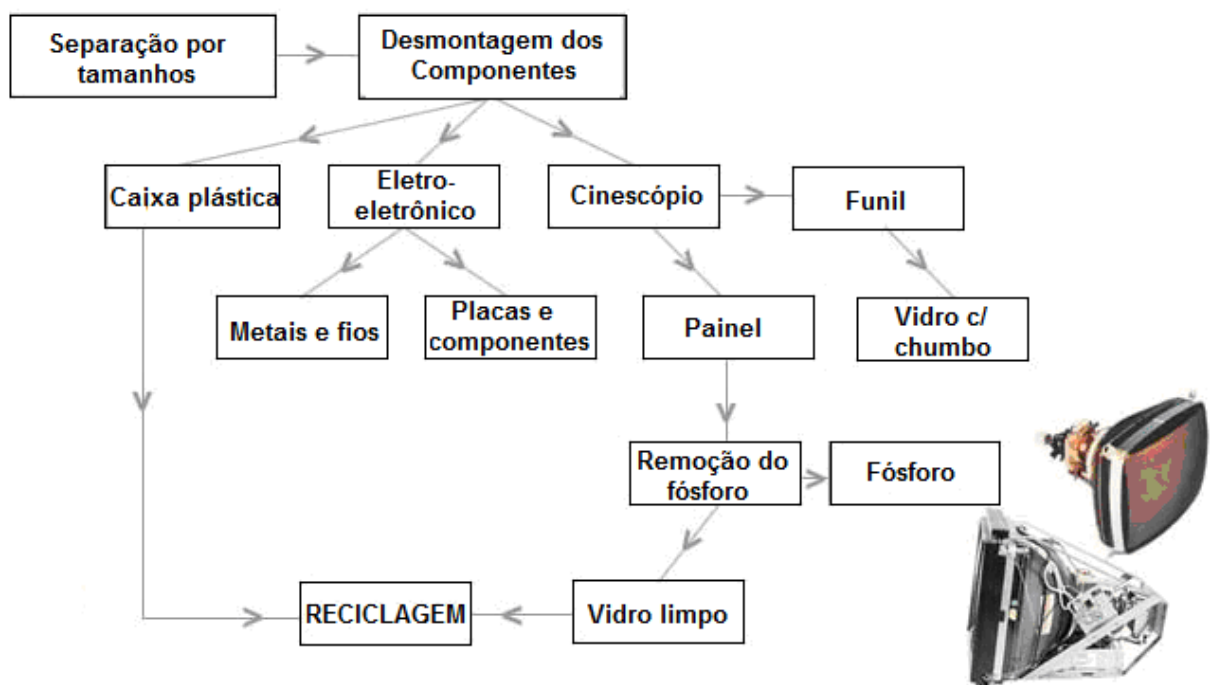 Separação por
tamanhos
Desmontagem dos
Componentes
Caixa plástica
Eletro-
eletrônico
Cinescópio
Funil
Metais e fios
Placas e
componentes
Painel
Vidro c/
chumbo
Remoção do
fósforo
Fósforo
RECICLAGEM
Vidro limpo